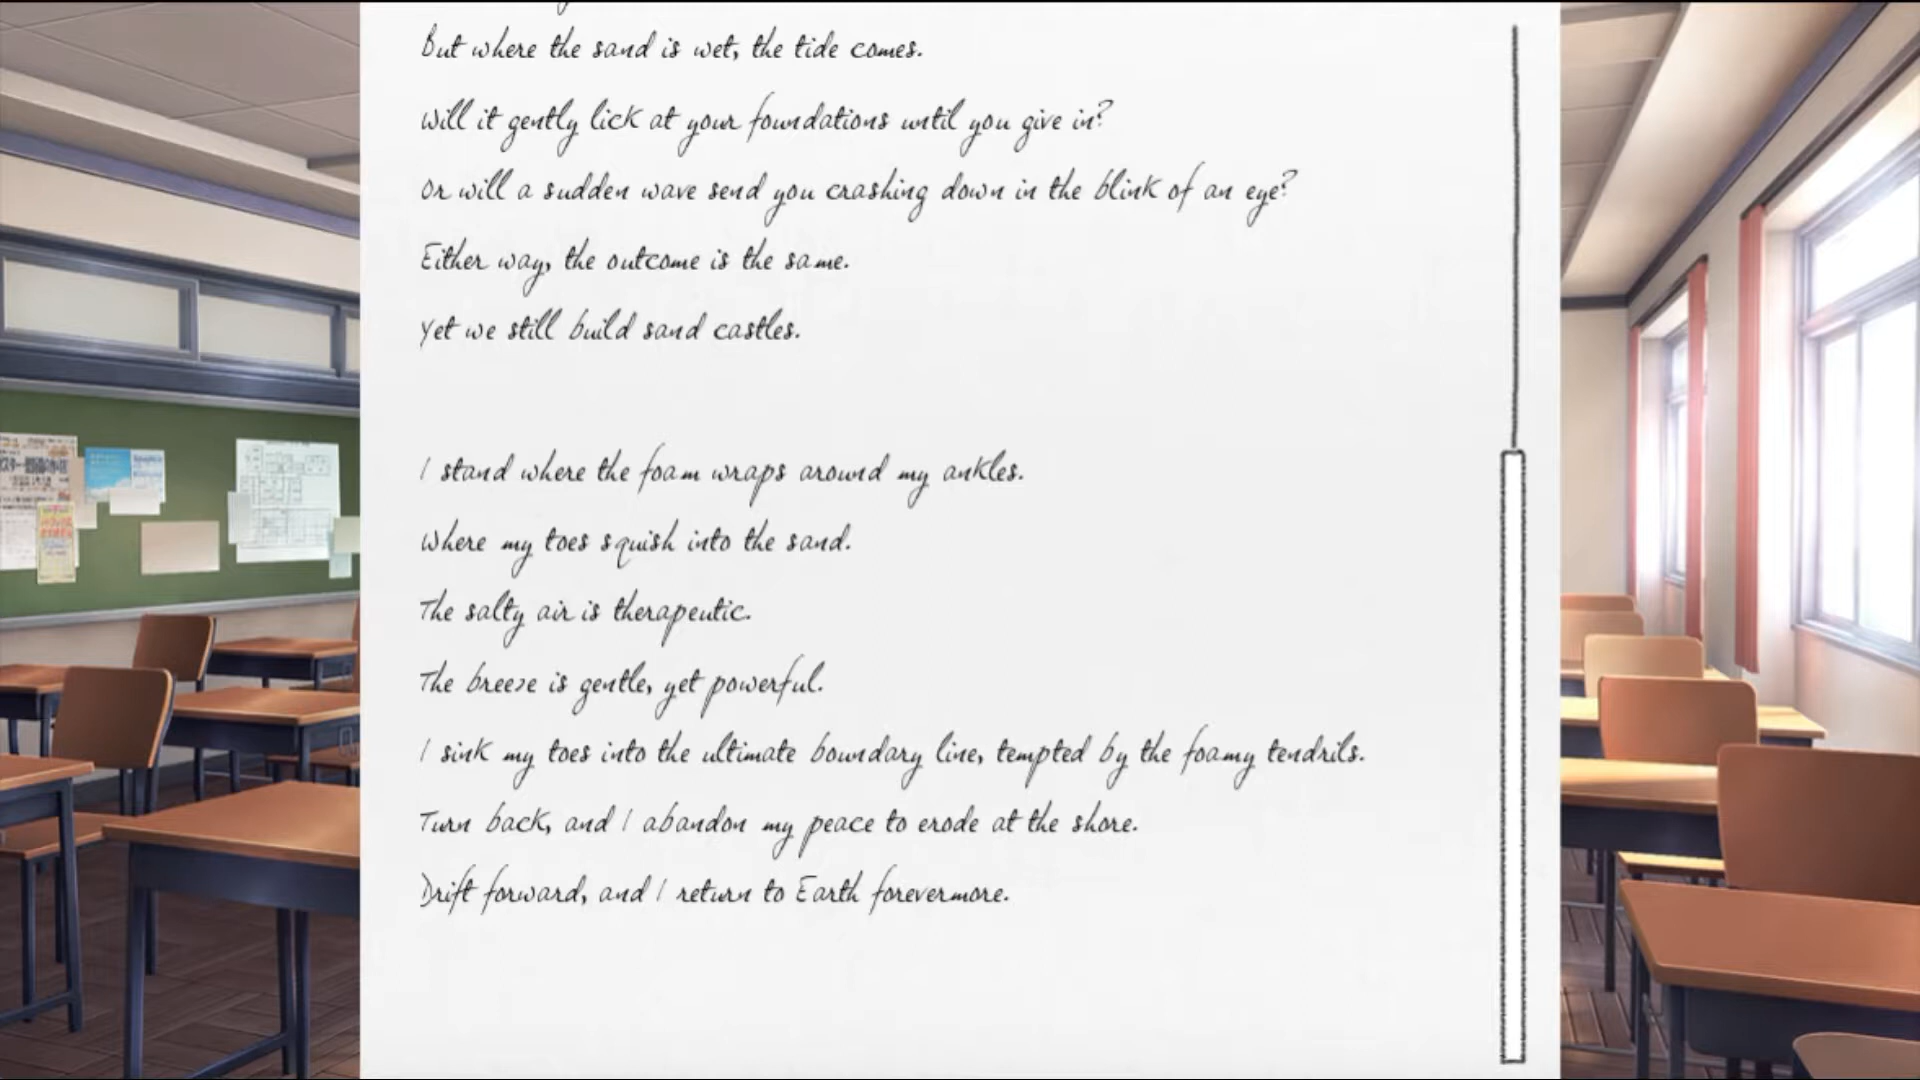 But where the sand is wet, the tide comes.
Will it gently lick at your foundations until you give in?
Or will a sudden wave send you crashing down in the blink of an eye?
Either way, the outcome is the same.
Yet we still build sand castles.
I stand where the foam wraps around my ankles.
Where my toes squish into the sand.
The salty air is therapeutic.
The breeze is gentle, yet powerful.
I sink my toes into the ultimate boundary line, tempted by the foamy tendrils.
Turn back, and I abandon my peace to erode at the shore.
Drift forward, and I return to Earth forevermore.